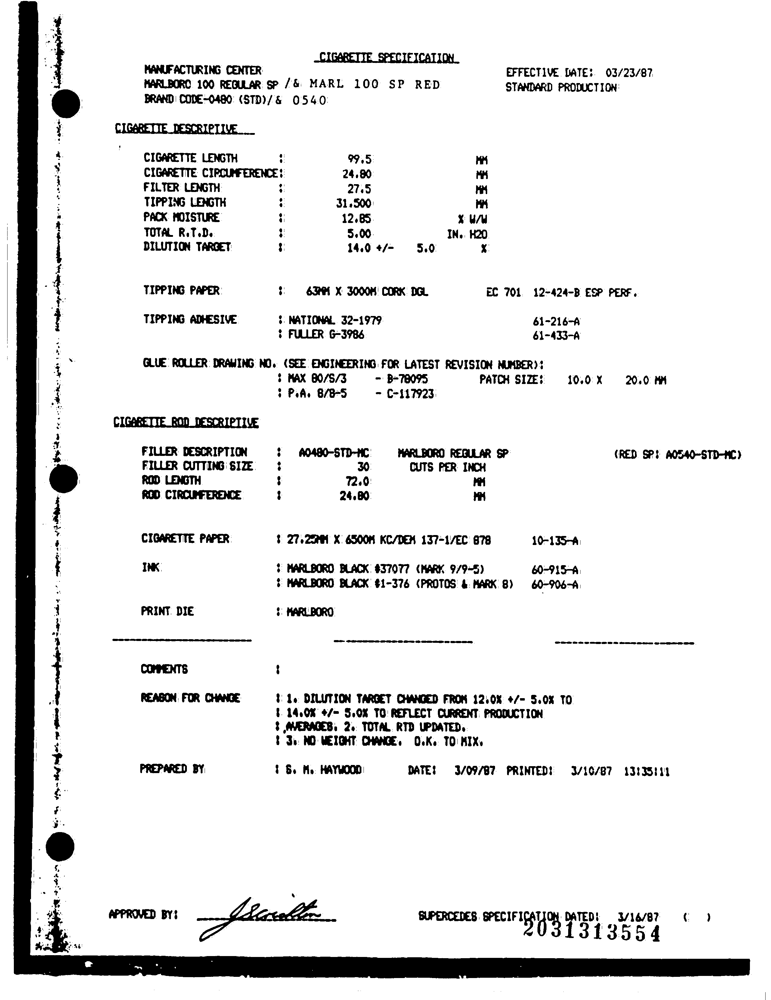 CIGARETTE SPECIFICATION
MANUFACTURING CENTER
EFFECTIVE DATE: 03/23/87
MARLBORO 100 REGULAR SP /& MARL 100 SP RED
STANDARD PRODUCTION
BRAND CODE-0480 (STD)/& 0540
CIGARETTE DESCRIPTIVE
CIGARETTE LENGTH : 99.5 MM
CIGARETTE CIRCUMFERENCE: 24.80 MM
FILTER LENGTH : 27.5 MM
TIPPING LENGTH : 31.500 MM
PACK MOISTURE : 12.85 % W/W
TOTAL R.T.D. : 5.00 IN. H2O
DILUTION TARGET : 14.0 +/- 5.0 %
TIPPING PAPER : 63MM X 3000M CORK DGL EC 701 12-424-B ESP PERF.
TIPPING ADHESIVE : NATIONAL 32-1979 61-216-A
: FULLER G-3986 61-433-A
GLUE ROLLER DRAWING NO. (SEE ENGINEERING FOR LATEST REVISION NUMBER):
: MAX 80/S/3 - B-78095 PATCH SIZE: 10.0 X 20.0 MM
: P.A. 8/8-5 - C-117923
CIGARETTE ROD DESCRIPTIVE
FILLER DESCRIPTION : A0480-STD-MC MARLBORO REGULAR SP (RED SP: A0540-STD-MC)
FILLER CUTTING SIZE : 30 CUTS PER INCH
ROD LENGTH : 72.0 MM
ROD CIRCUMFERENCE : 24.80 MM
CIGARETTE PAPER : 27.25MM X 6500M KC/DEM 137-1/EC 878 10-135-A
INK : MARLBORO BLACK #37077 (MARK 9/9-5) 60-915-A
: MARLBORO BLACK #1-376 (PROTOS & MARK 8) 60-906-A
PRINT DIE : MARLBORO
COMMENTS :
REASON FOR CHANGE : 1. DILUTION TARGET CHANGED FROM 12.0% +/- 5.0% TO
: 14.0% +/- 5.0% TO REFLECT CURRENT PRODUCTION
: AVERAGES. 2. TOTAL RTD UPDATED.
: 3. NO WEIGHT CHANGE. O.K. TO MIX.
PREPARED BY : S. M. HAYWOOD DATE: 3/09/87 PRINTED: 3/10/87 13:35:11
APPROVED BY:
SUPERCEDES SPECIFICATION DATED: 3/16/87 ( )
2031313554